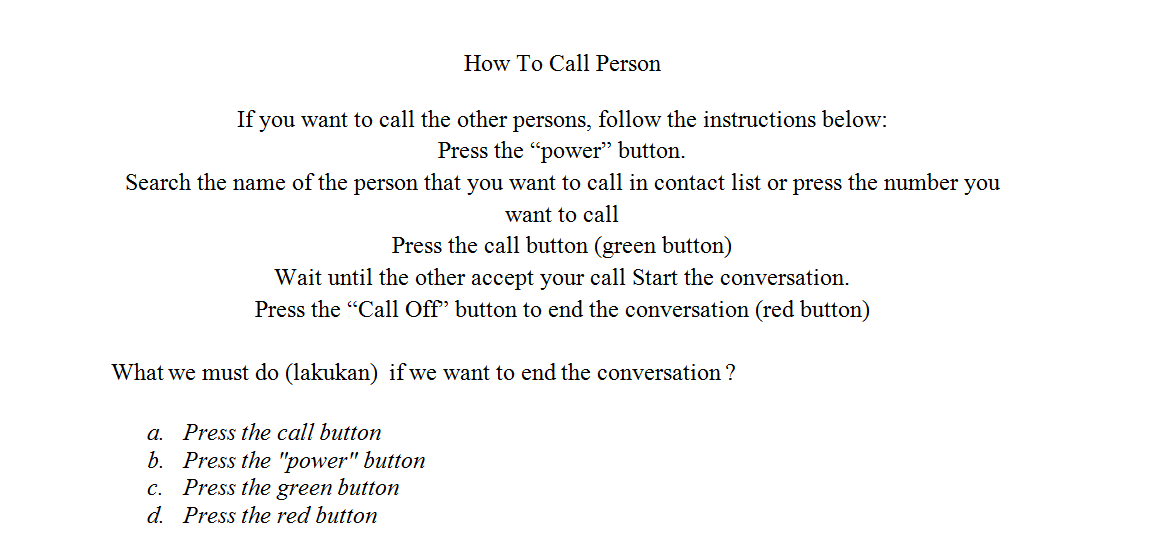 How To Call Person
If you want to call the other persons, follow the instructions below:
Press the “power” button.
Search the name of the person that you want to call in contact list or press the number you
want to call
Press the call button (green button)
Wait until the other accept your call Start the conversation.
Press the “Call Off” button to end the conversation (red button)
What we must do (lakukan) if we want to end the conversation ?
a. Press the call button
b. Press the "power" button
c. Press the green button
d. Press the red button